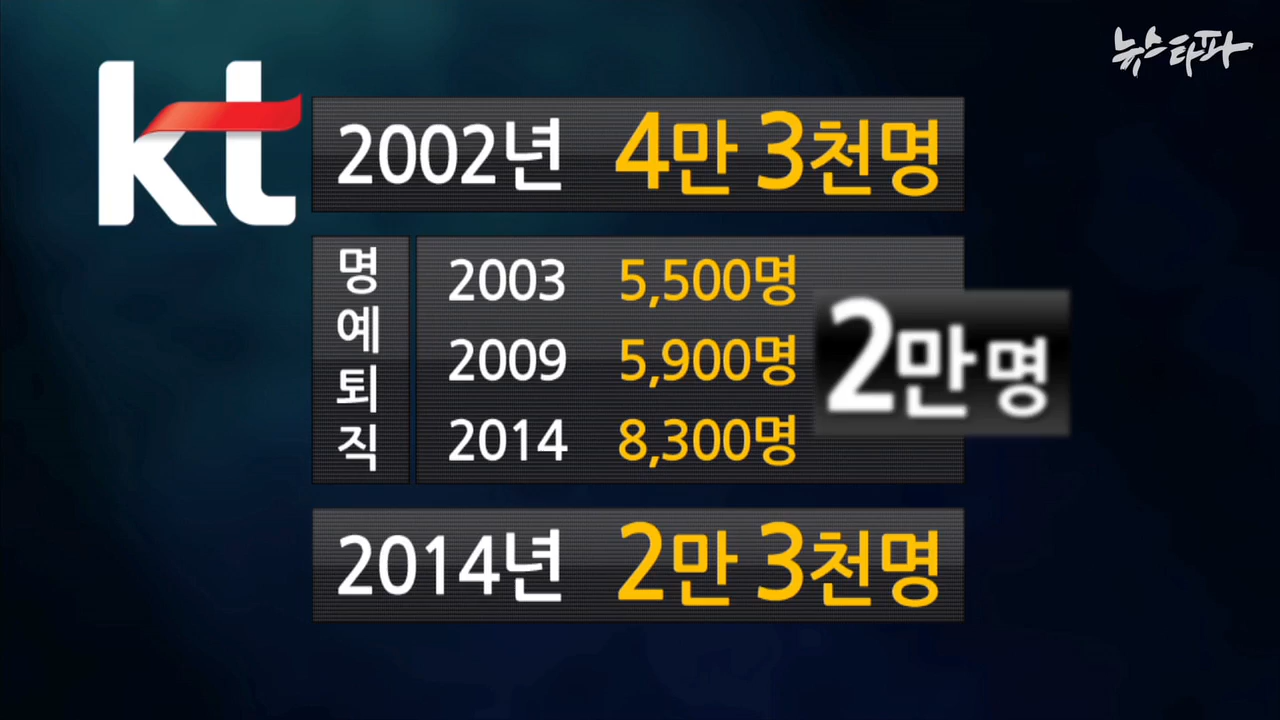 뉴스타파
kt
2002년 4만 3천명
명예퇴직
2003 5,500명
2009 5,900명
2014 8,300명
2만명
2014년 2만 3천명